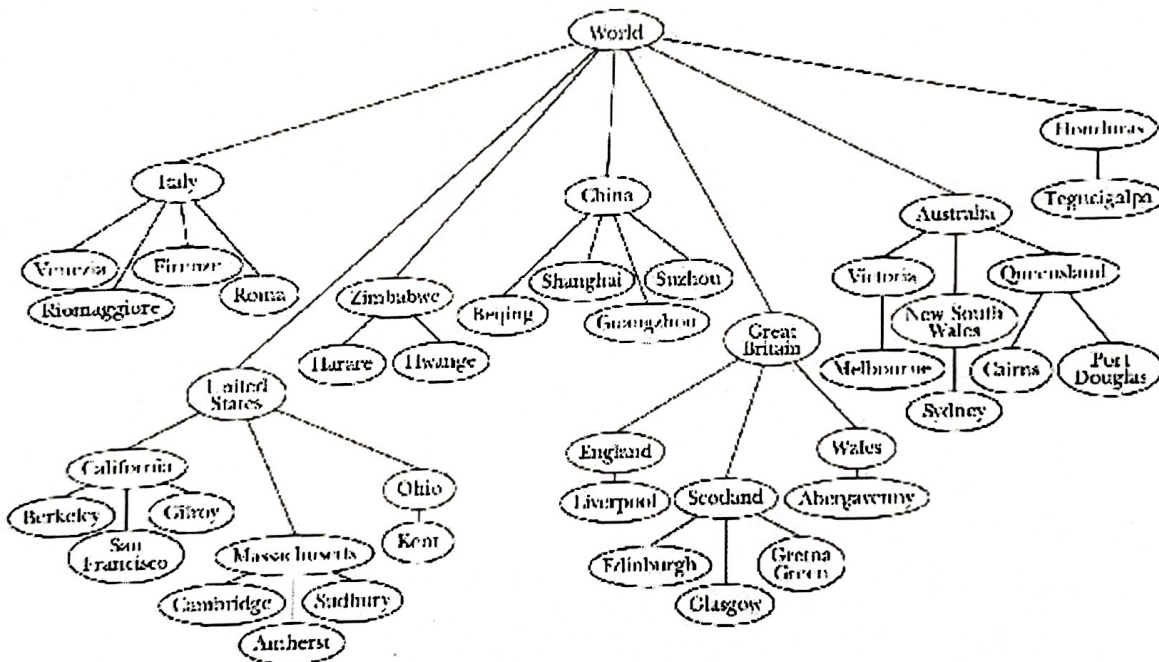 World
Honduras
Italy
China
Tegucigalpa
Australia
Venezia
Firenze
Riomaggiore
Roma
Zimbabwe
Shanghai
Suzhou
Beijing
Guangzhou
Victoria
Queensland
New South
Wales
Great
Britain
Harare
Hwange
Melbourne
Cairns
Port
Douglas
Sydney
United
States
California
Ohio
England
Wales
Berkeley
Gilroy
San
Francisco
Kent
Liverpool
Scotland
Abergavenny
Massachusetts
Edinburgh
Gretna
Green
Cambridge
Sudbury
Glasgow
Amherst